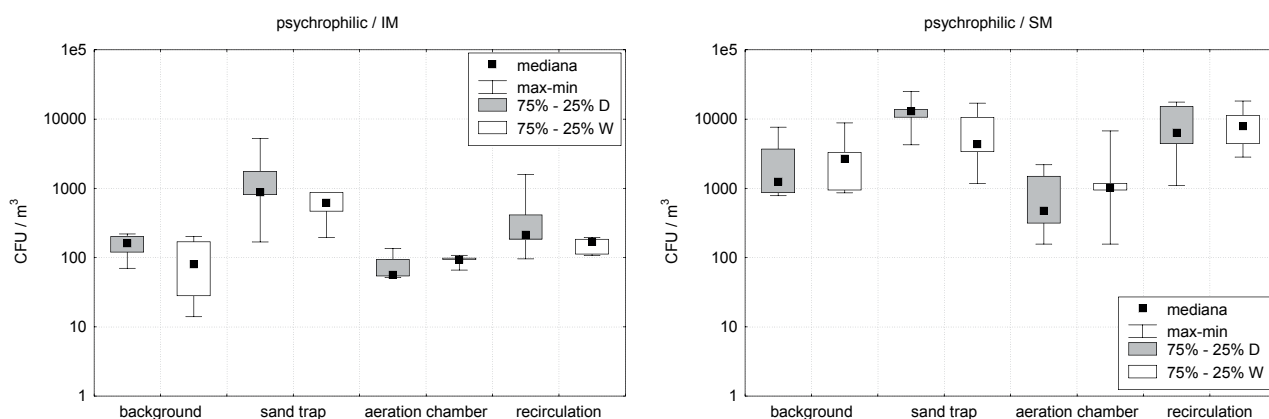 psychrophilic / IM
1e5
10000
1000
100
10
1
CFU / m³
mediana
max-min
75% - 25% D
75% - 25% W
background
sand trap
aeration chamber
recirculation
psychrophilic / SM
1e5
10000
1000
100
10
1
CFU / m³
mediana
max-min
75% - 25% D
75% - 25% W
background
sand trap
aeration chamber
recirculation